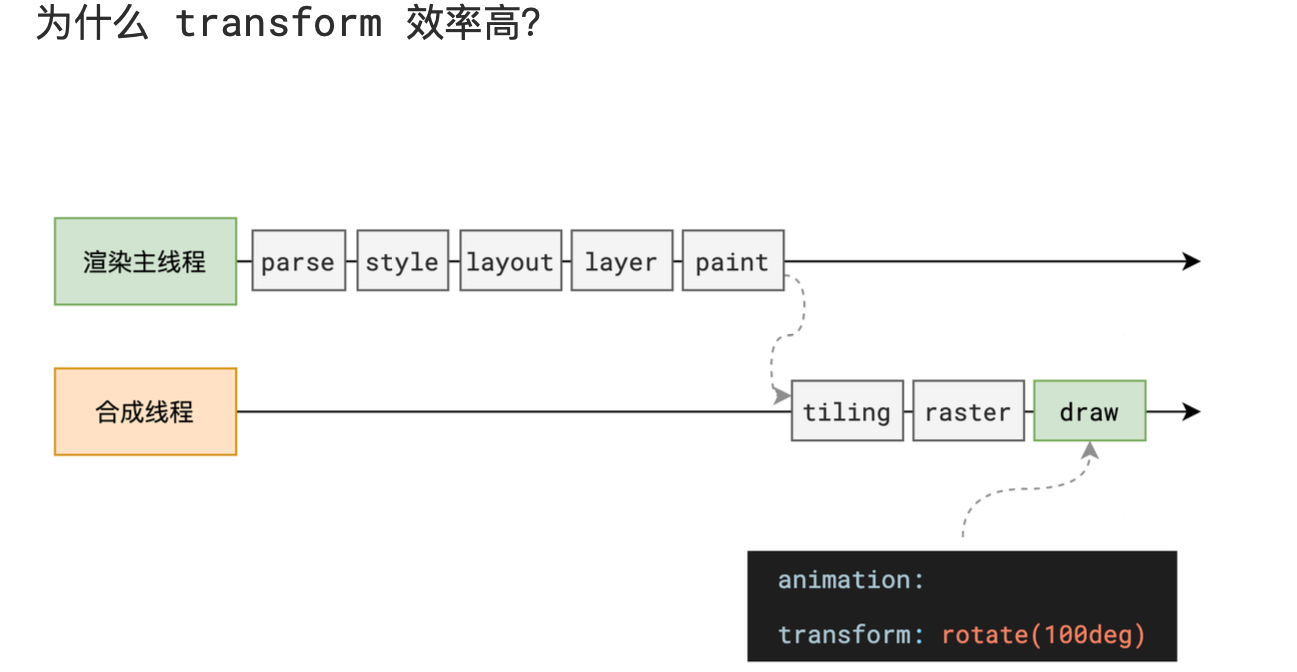 为什么 transform 效率高?
渲染主线程 parse style layout layer paint
合成线程 tiling raster draw
animation:
transform: rotate(100deg)